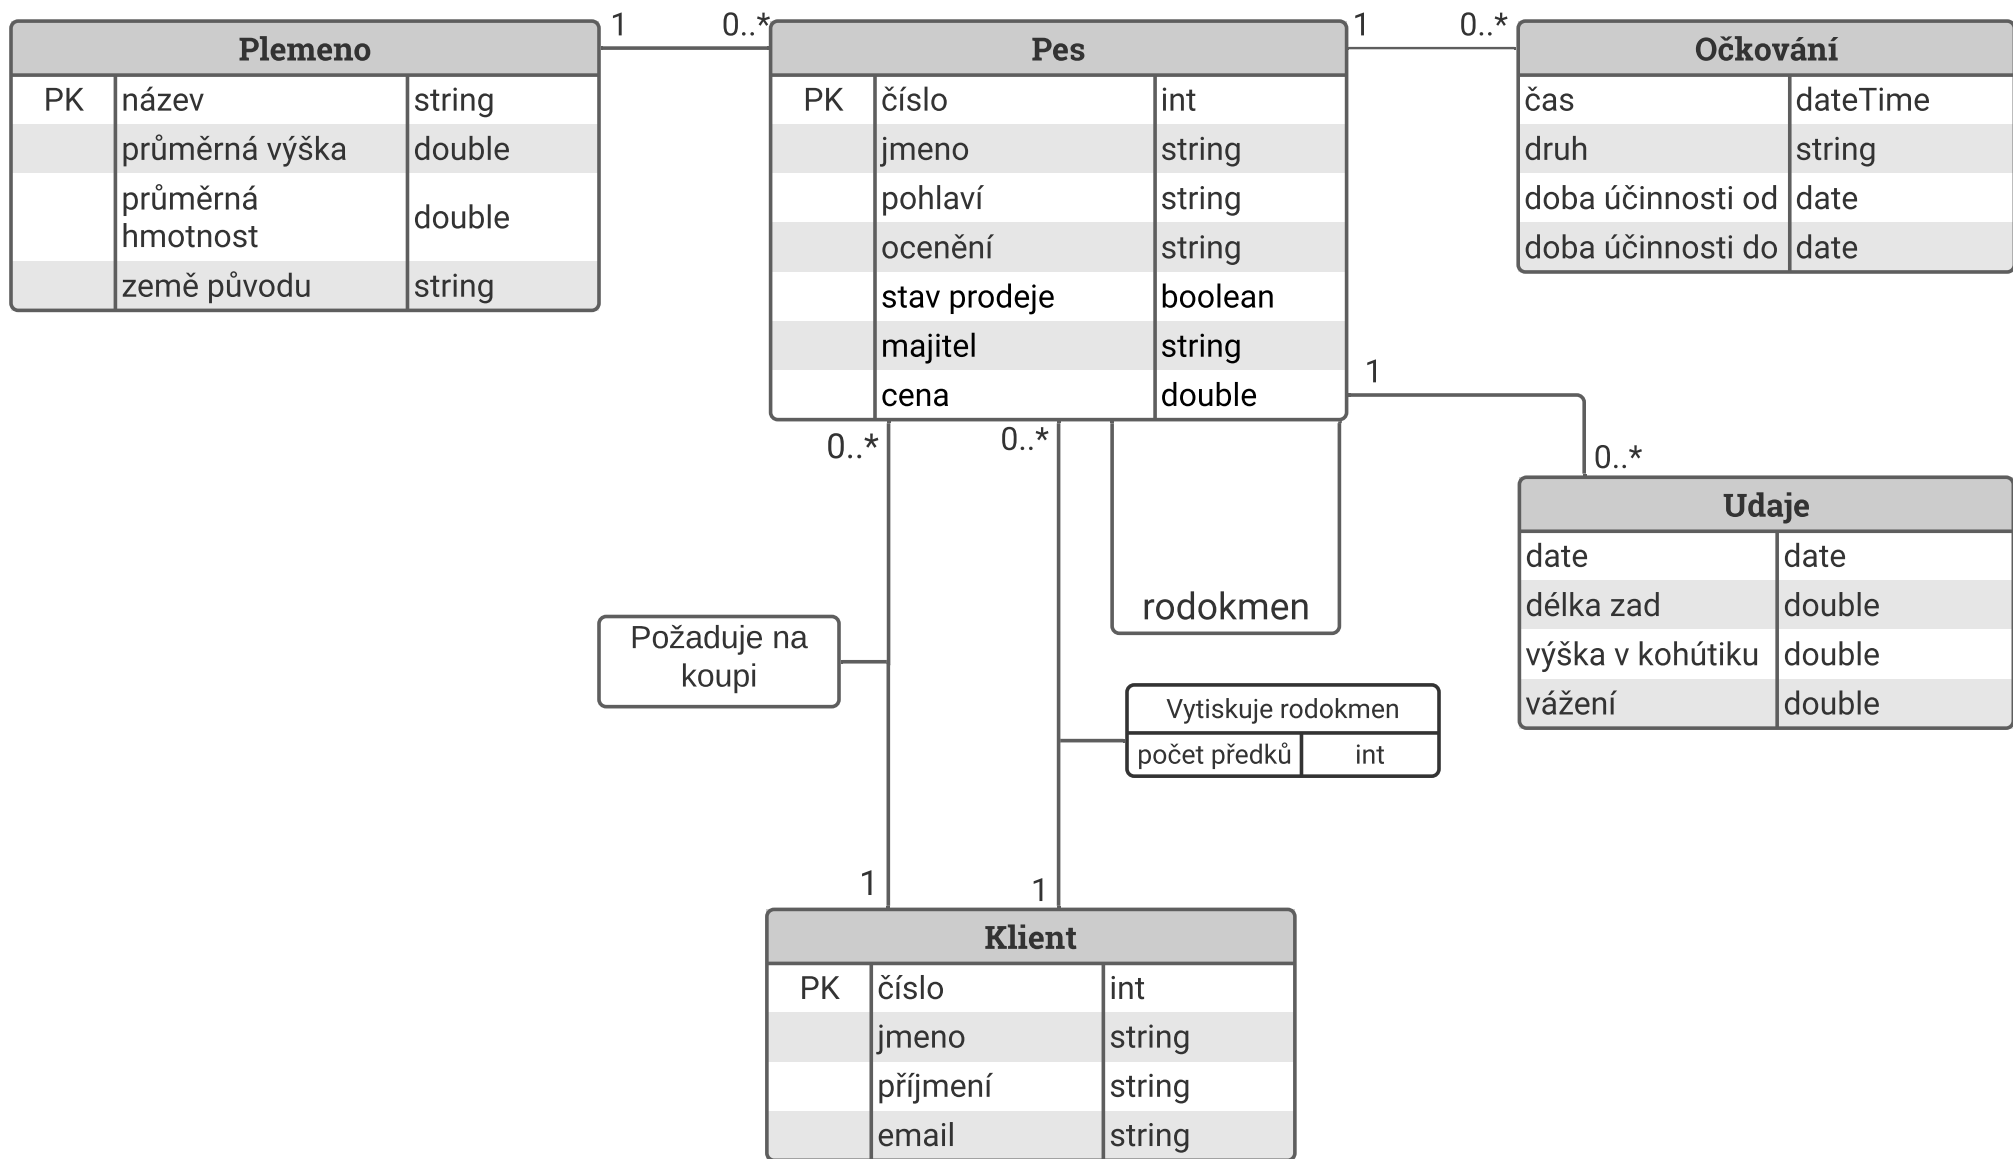 1 0..*
1 0..*
Plemeno
PK název string
průměrná výška double
průměrná
hmotnost double
země původu string
Pes
PK číslo int
jmeno string
pohlaví string
ocenění string
stav prodeje boolean
majitel string
cena double
Očkování
čas dateTime
druh string
doba účinnosti od date
doba účinnosti do date
1
0..*
0..*
0..*
Udaje
date date
délka zad double
výška v kohútiku double
vážení double
rodokmen
Požaduje na
koupi
Vytiskuje rodokmen
počet předků int
1
1
Klient
PK číslo int
jmeno string
příjmení string
email string